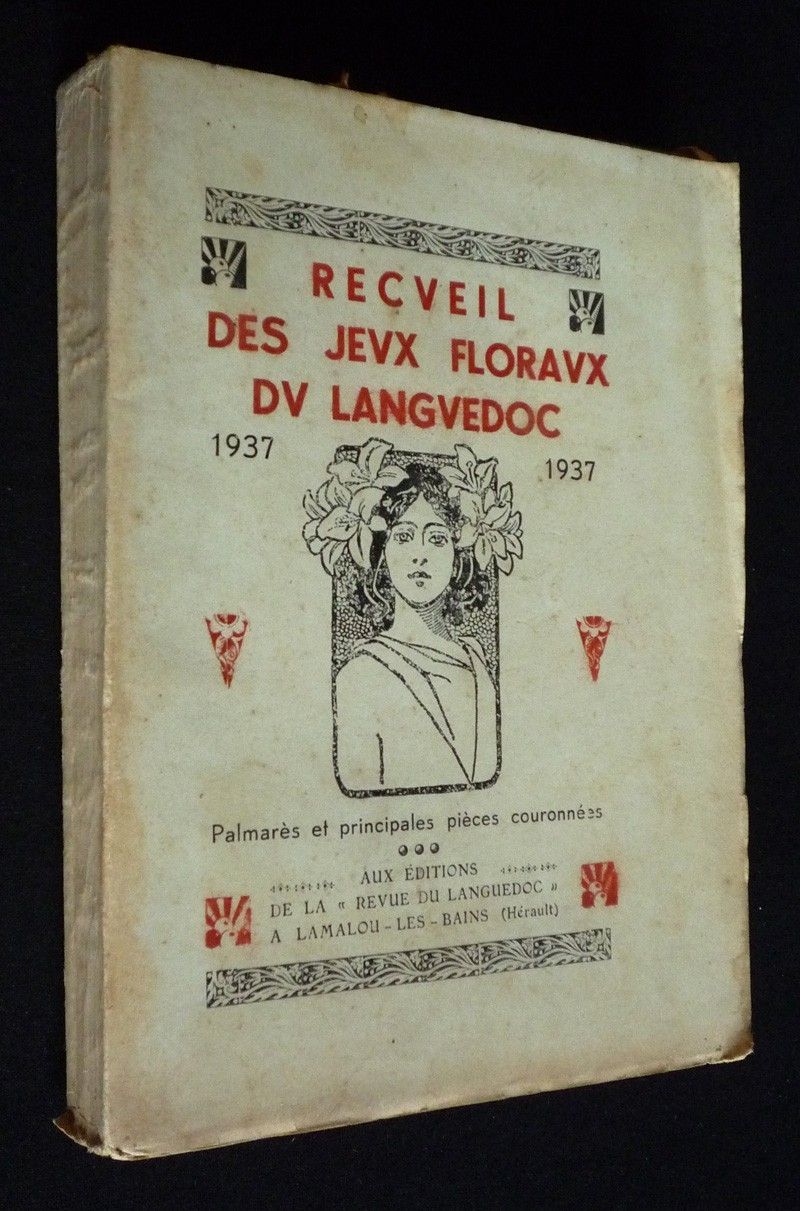 RECVEIL
DES JEVX FLORAVX
DV LANGVEDOC
1937 1937
Palmarès et principales pièces couronnées
AUX ÉDITIONS
DE LA « REVUE DU LANGUEDOC »
A LAMALOU - LES - BAINS (Hérault)